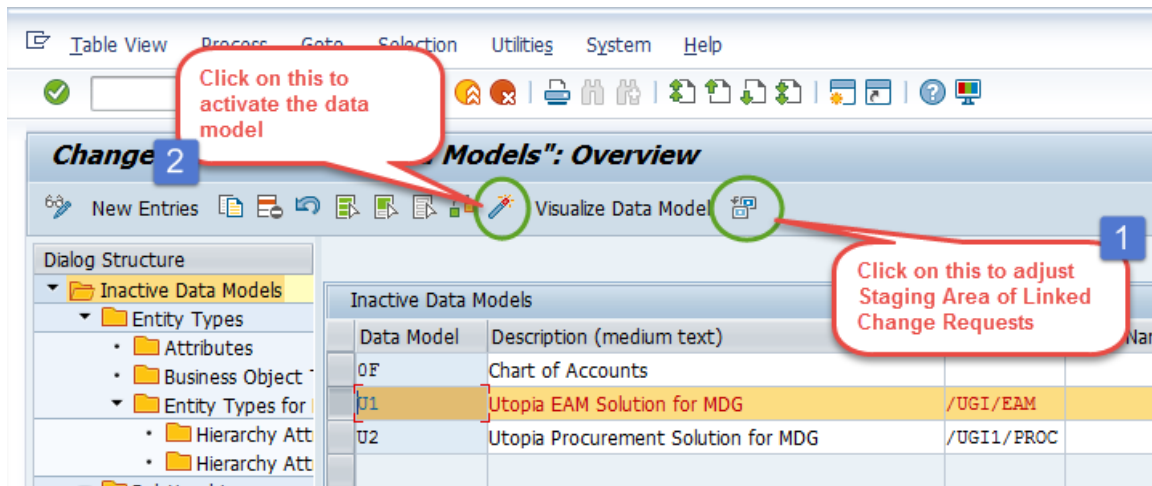 Table View Process Goto Selection Utilities System Help
Click on this to
activate the data
model
2
Change Models": Overview
New Entries Visualize Data Model
1
Click on this to adjust
Staging Area of Linked
Change Requests
Dialog Structure
Inactive Data Models
Entity Types
Attributes
Business Object
Entity Types for
Hierarchy Att
Hierarchy Att
Inactive Data Models
Data Model Description (medium text)
0F Chart of Accounts
U1 Utopia EAM Solution for MDG /UGI/EAM
U2 Utopia Procurement Solution for MDG /UGI1/PROC